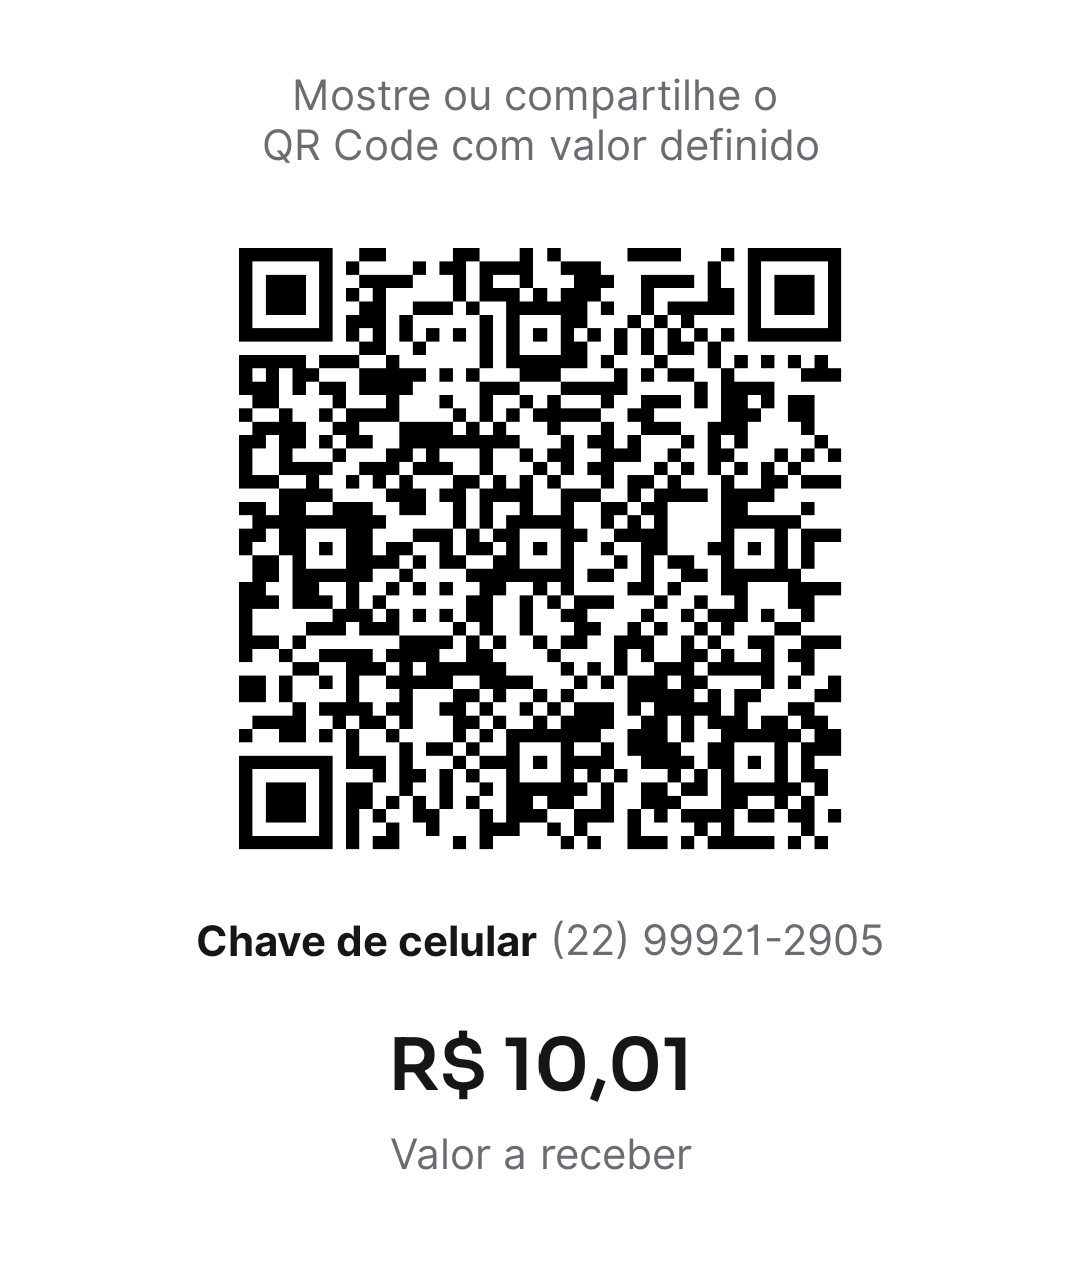 Mostre ou compartilhe o
QR Code com valor definido
Chave de celular (22) 99921-2905
R$ 10,01
Valor a receber